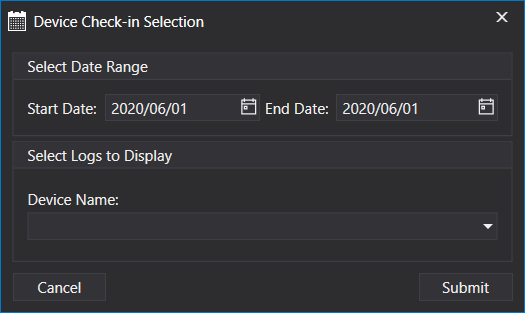 Device Check-in Selection
Select Date Range
Start Date: 2020/06/01 End Date: 2020/06/01
Select Logs to Display
Device Name:
Cancel Submit